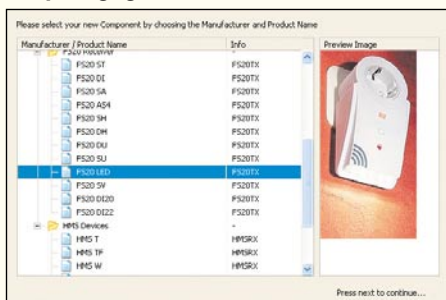 Please select your new Component by choosing the Manufacturer and Product Name
Manufacturer / Product Name Info Preview Image
FS20 Receiver -
FS20 ST FS20TX
FS20 DI FS20TX
FS20 SA FS20TX
FS20 AS4 FS20TX
FS20 SH FS20TX
FS20 DH FS20TX
FS20 DU FS20TX
FS20 SU FS20TX
FS20 LED FS20TX
FS20 SV FS20TX
FS20 DI20 FS20TX
FS20 DI22 FS20TX
HMS Devices -
HMS T HMSRX
HMS TF HMSRX
HMS W HMSRX
Press next to continue...